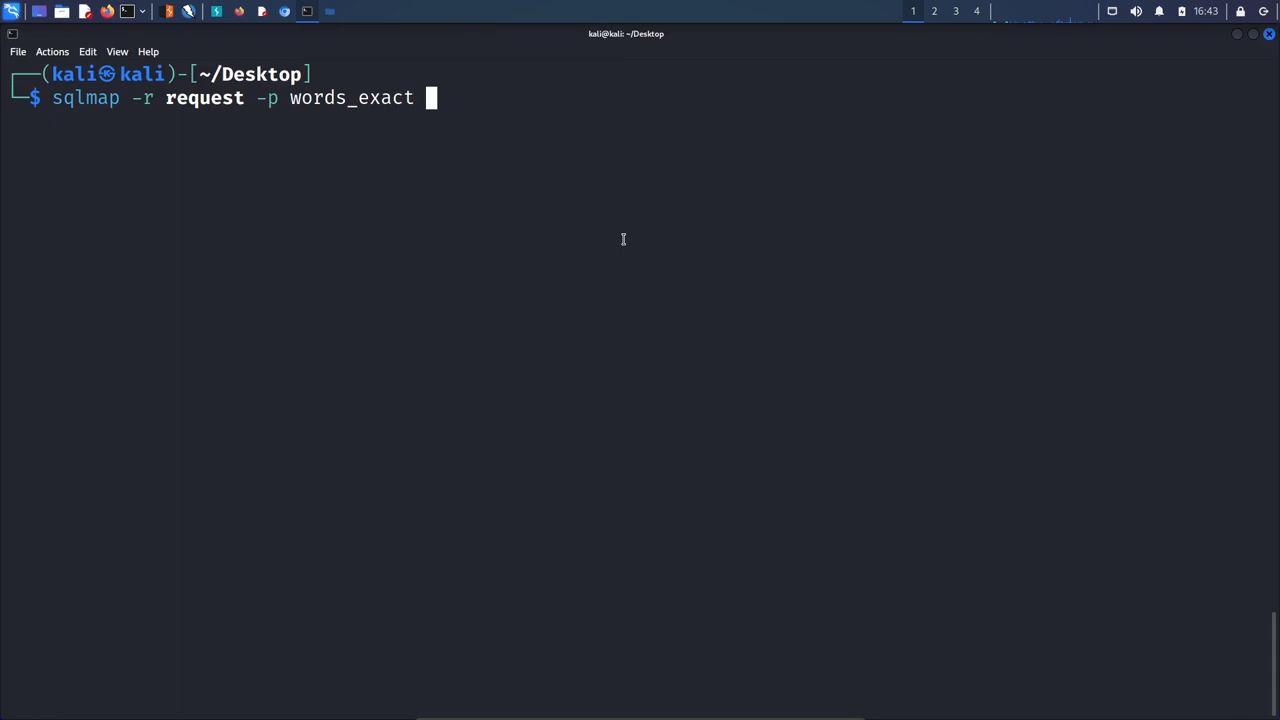 1 2 3 4 16:43
kali@kali: ~/Desktop
File Actions Edit View Help
┌──(kali㉿kali)-[~/Desktop]
└─$ sqlmap -r request -p words_exact